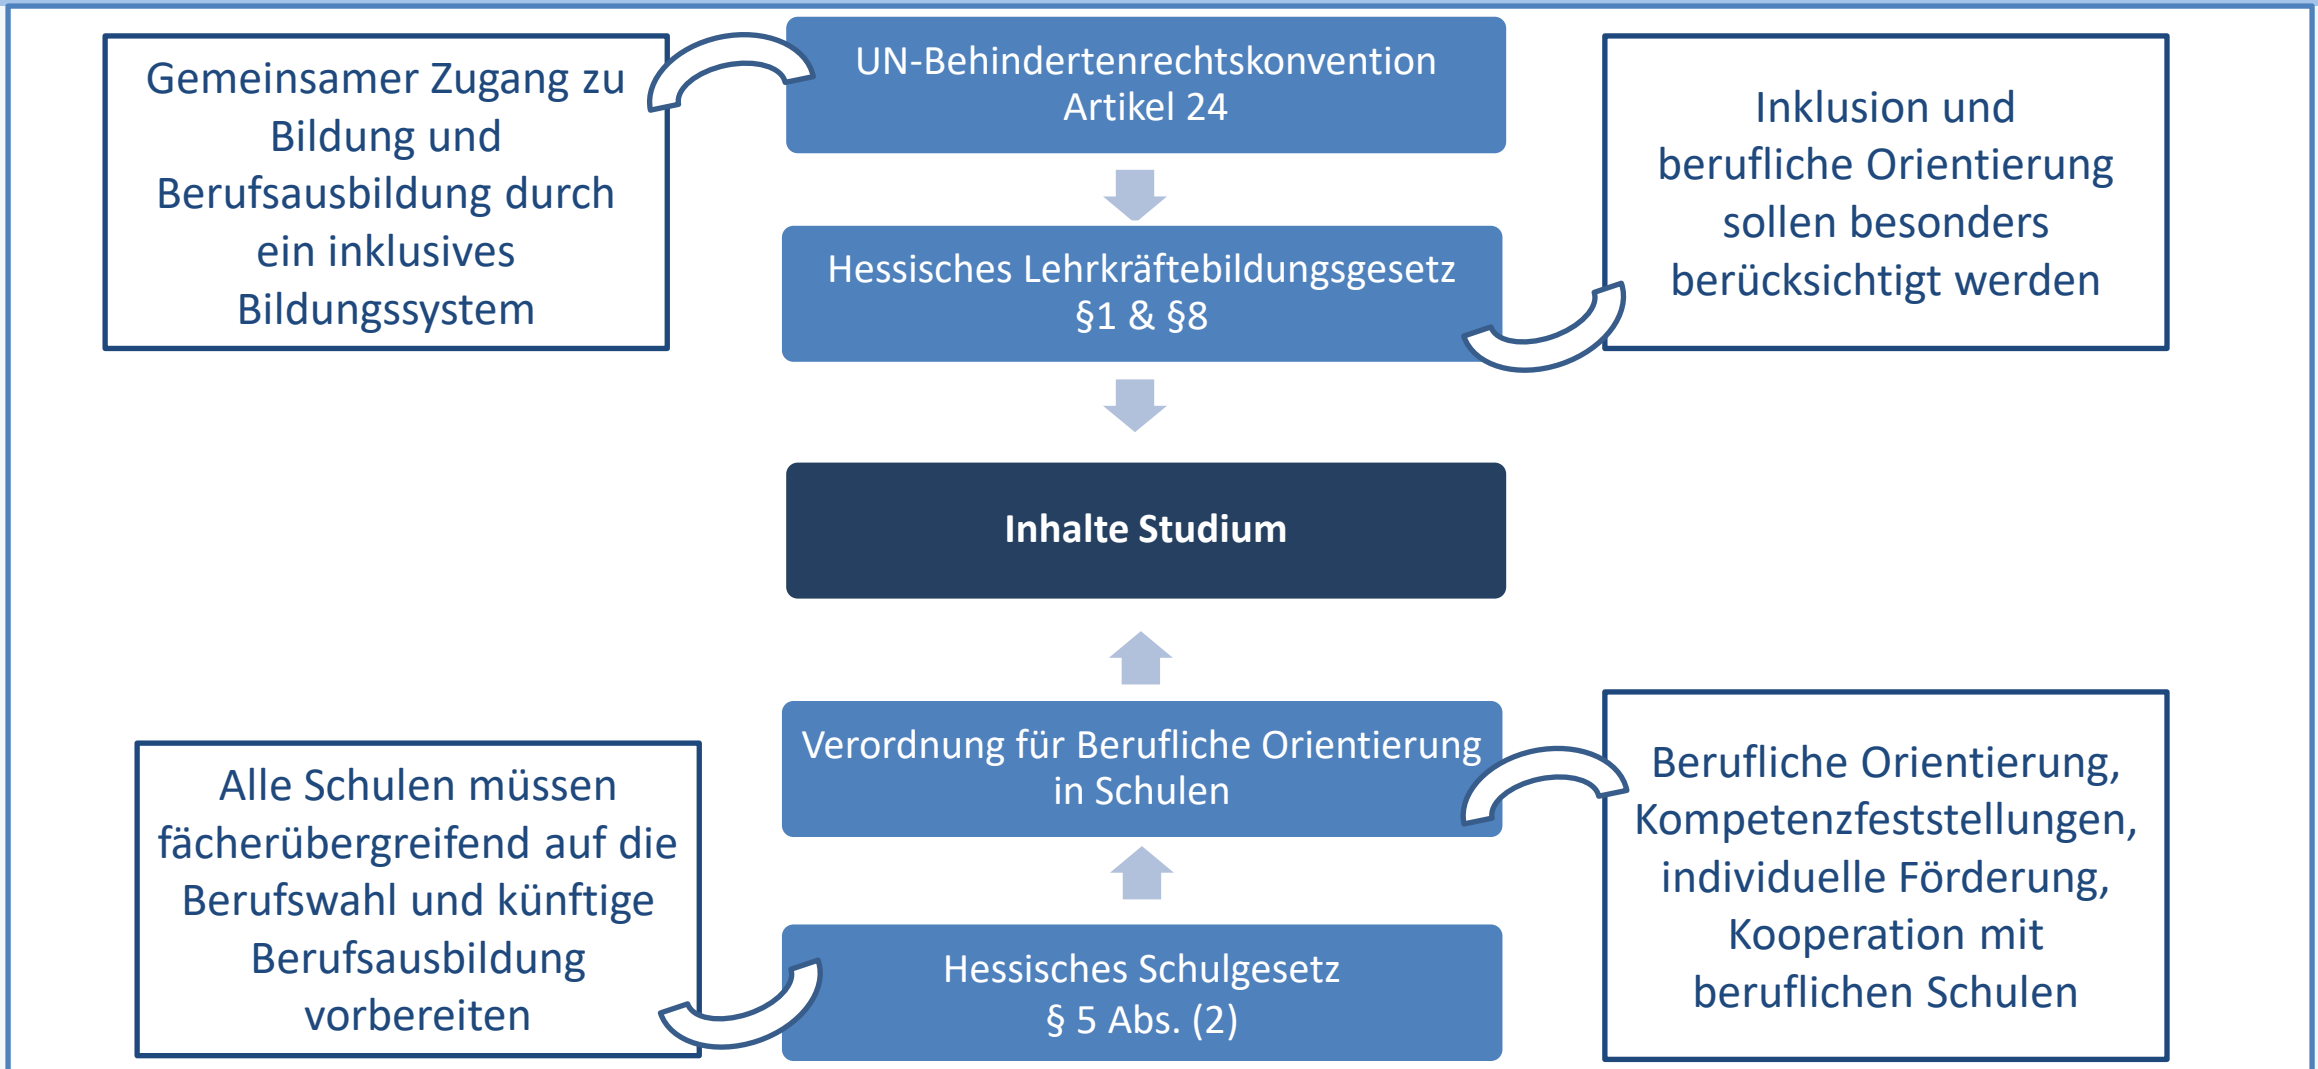 Gemeinsamer Zugang zu
Bildung und
Berufsausbildung durch
ein inklusives
Bildungssystem
UN-Behindertenrechtskonvention
Artikel 24
Inklusion und
berufliche Orientierung
sollen besonders
berücksichtigt werden
Hessisches Lehrkräftebildungsgesetz
§1 & §8
Inhalte Studium
Verordnung für Berufliche Orientierung
in Schulen
Berufliche Orientierung,
Kompetenzfeststellungen,
individuelle Förderung,
Kooperation mit
beruflichen Schulen
Alle Schulen müssen
fächerübergreifend auf die
Berufswahl und künftige
Berufsausbildung
vorbereiten
Hessisches Schulgesetz
§ 5 Abs. (2)